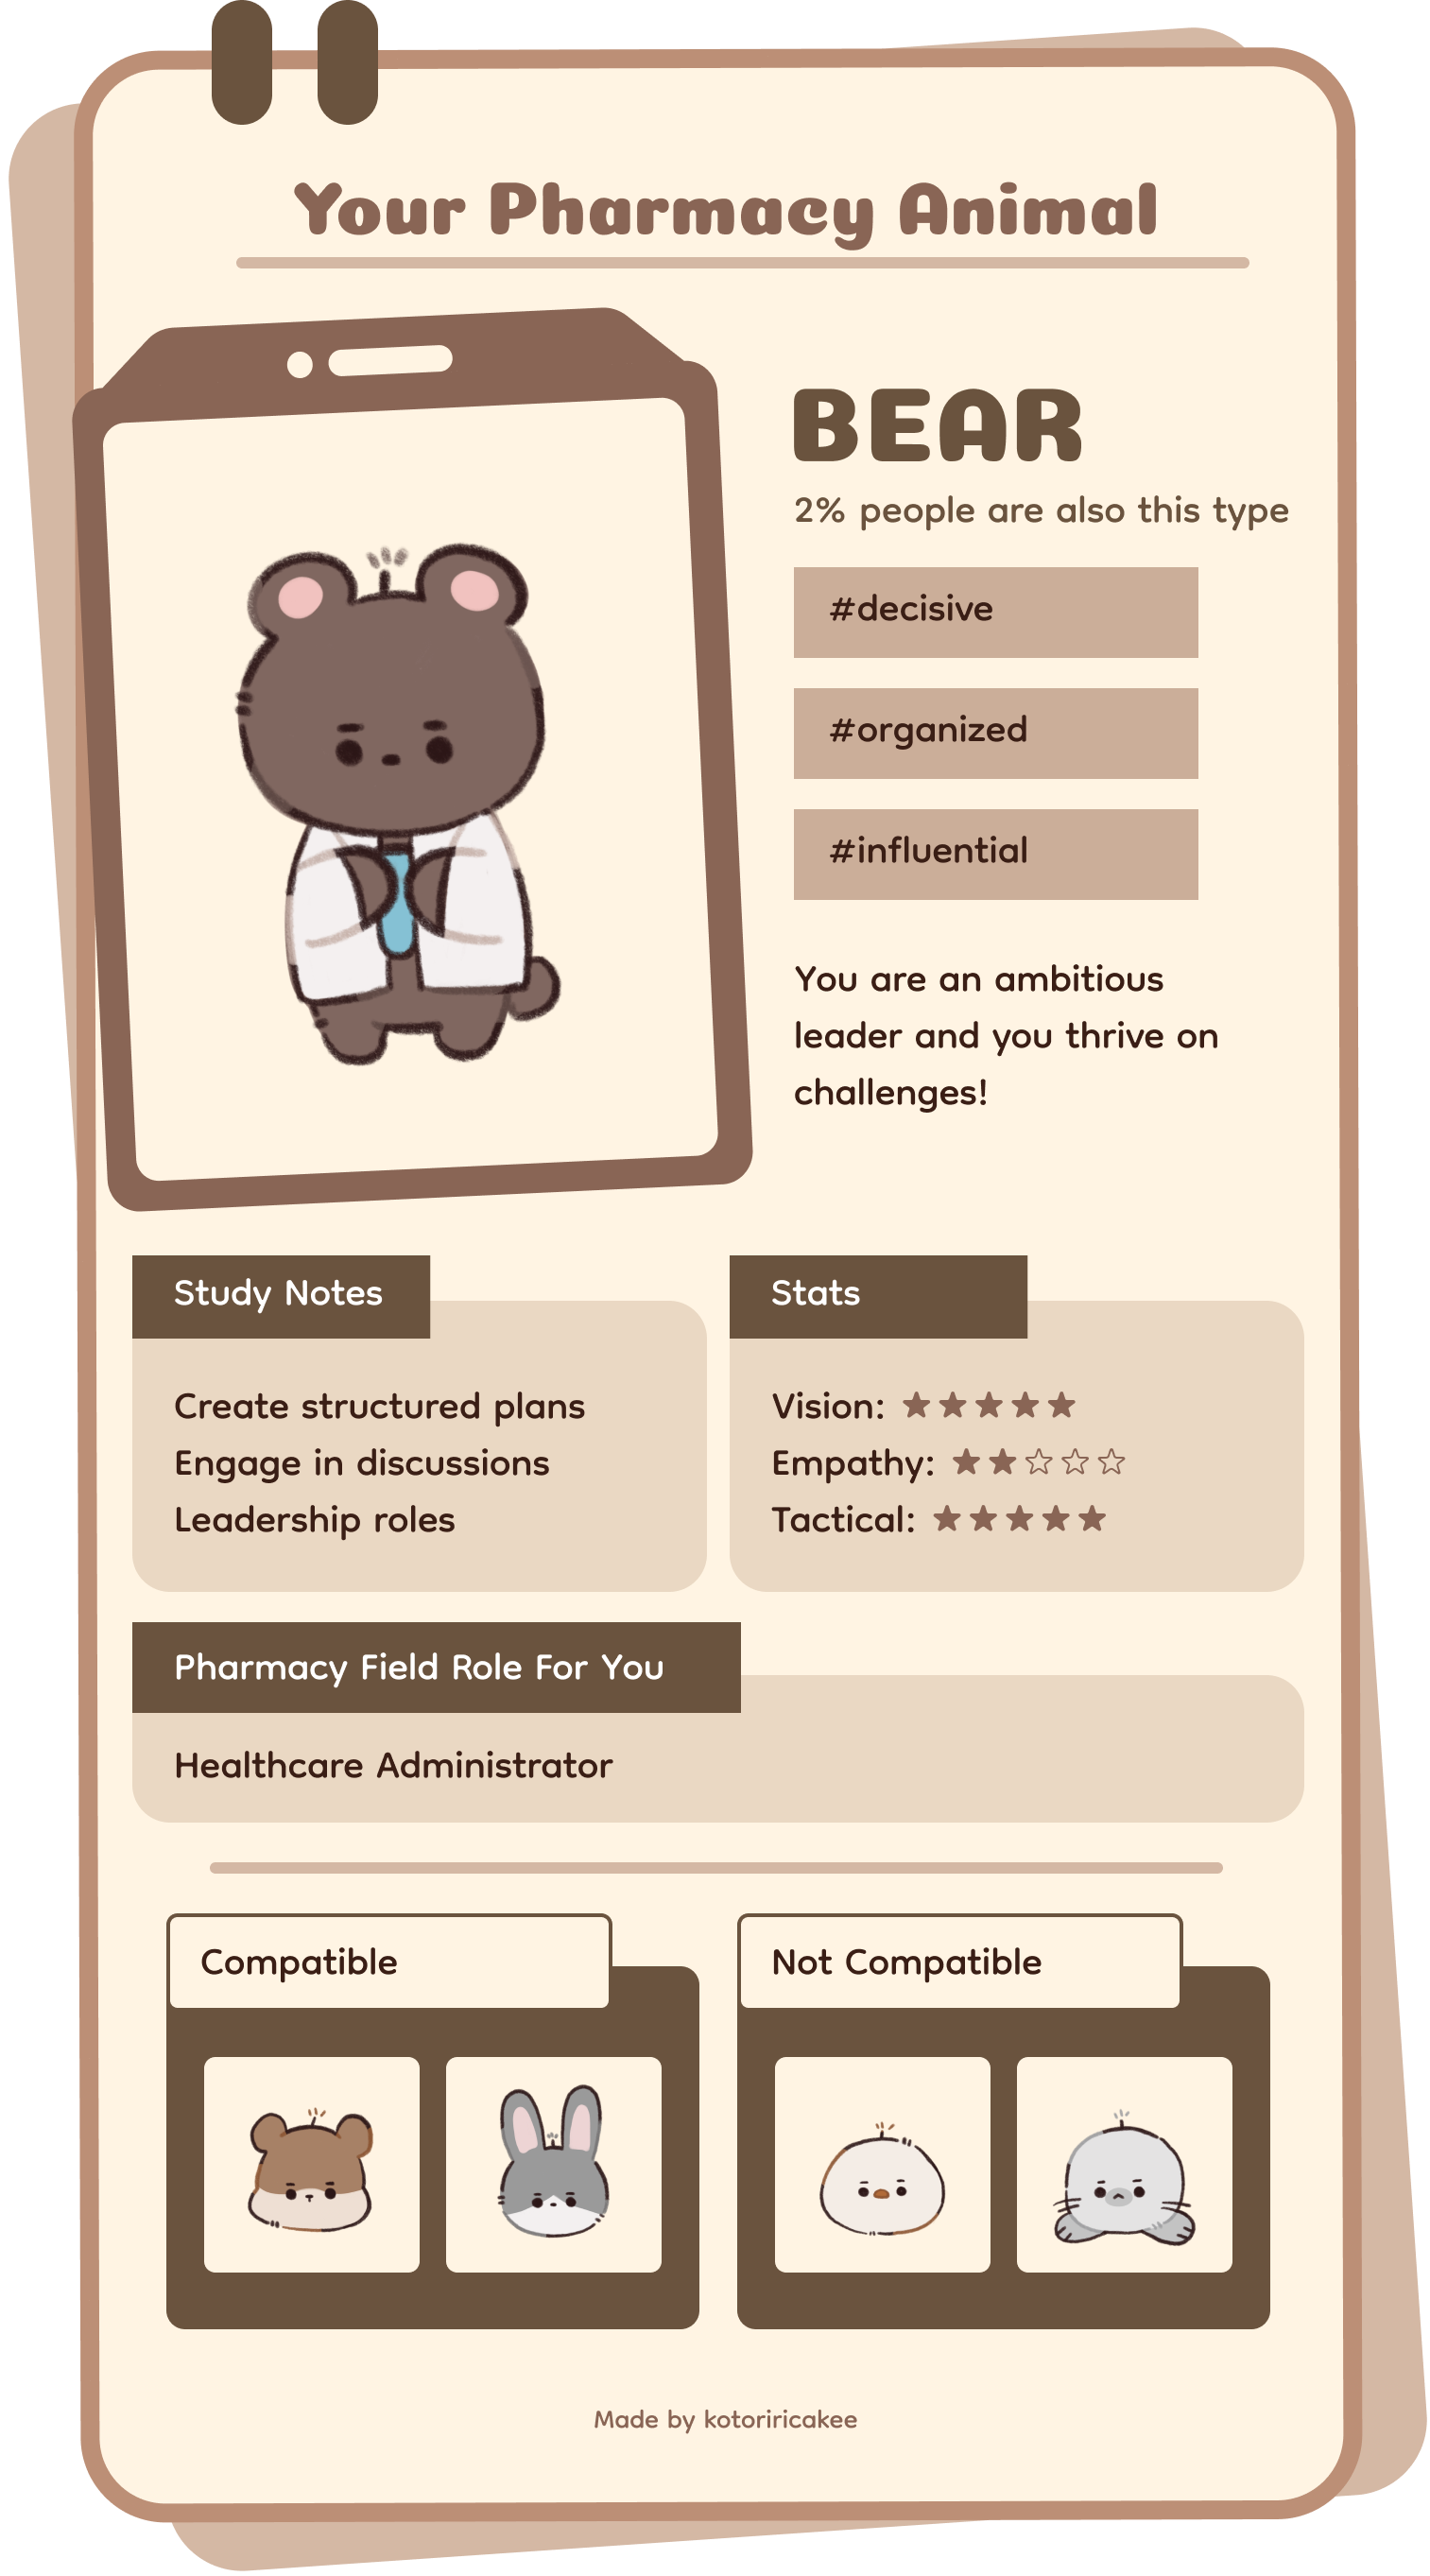 Your Pharmacy Animal
BEAR
2% people are also this type
#decisive
#organized
#influential
You are an ambitious
leader and you thrive on
challenges!
Study Notes
Create structured plans
Engage in discussions
Leadership roles
Stats
Vision: ★★★★★
Empathy: ★★☆☆☆
Tactical: ★★★★★
Pharmacy Field Role For You
Healthcare Administrator
Compatible
Not Compatible
Made by kotoriricakee